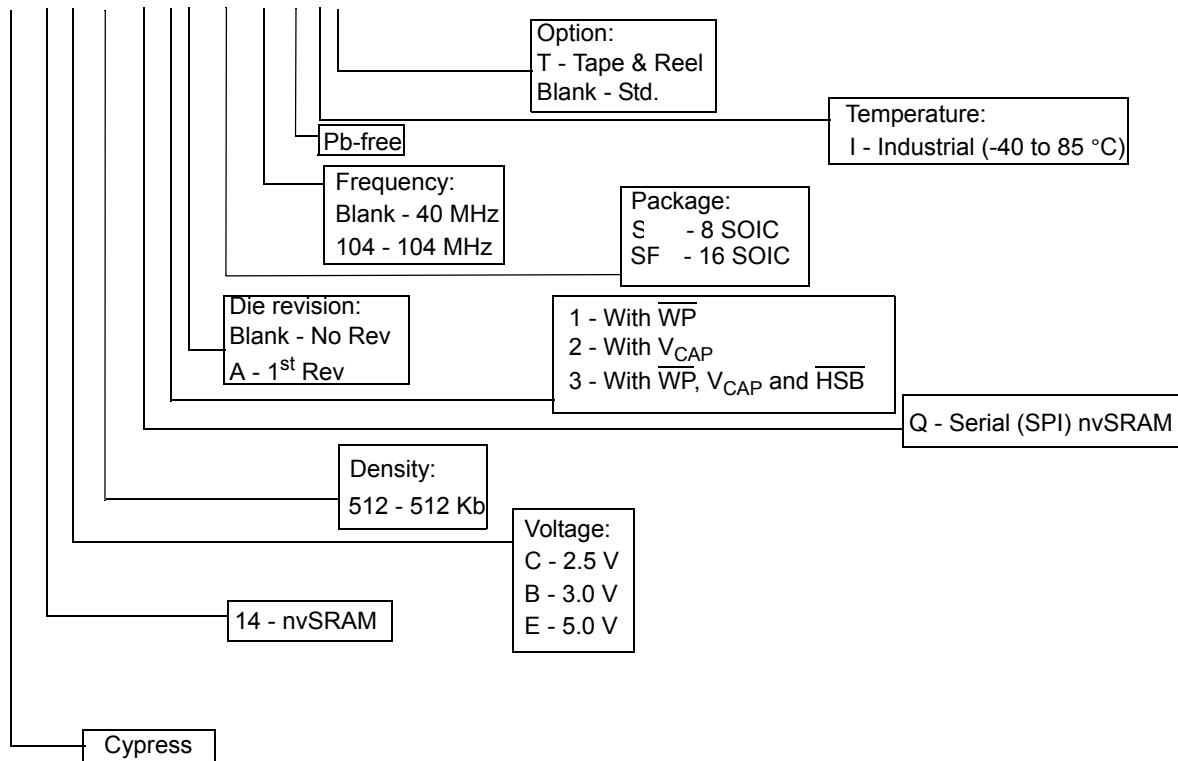 Option:
T - Tape & Reel
Blank - Std.
Temperature:
I - Industrial (-40 to 85 °C)
Pb-free
Frequency:
Blank - 40 MHz
104 - 104 MHz
Package:
S - 8 SOIC
SF - 16 SOIC
Die revision:
Blank - No Rev
A - 1st Rev
1 - With W̅P̅
2 - With VCAP
3 - With W̅P̅, VCAP and H̅S̅B̅
Q - Serial (SPI) nvSRAM
Density:
512 - 512 Kb
Voltage:
C - 2.5 V
B - 3.0 V
E - 5.0 V
14 - nvSRAM
Cypress